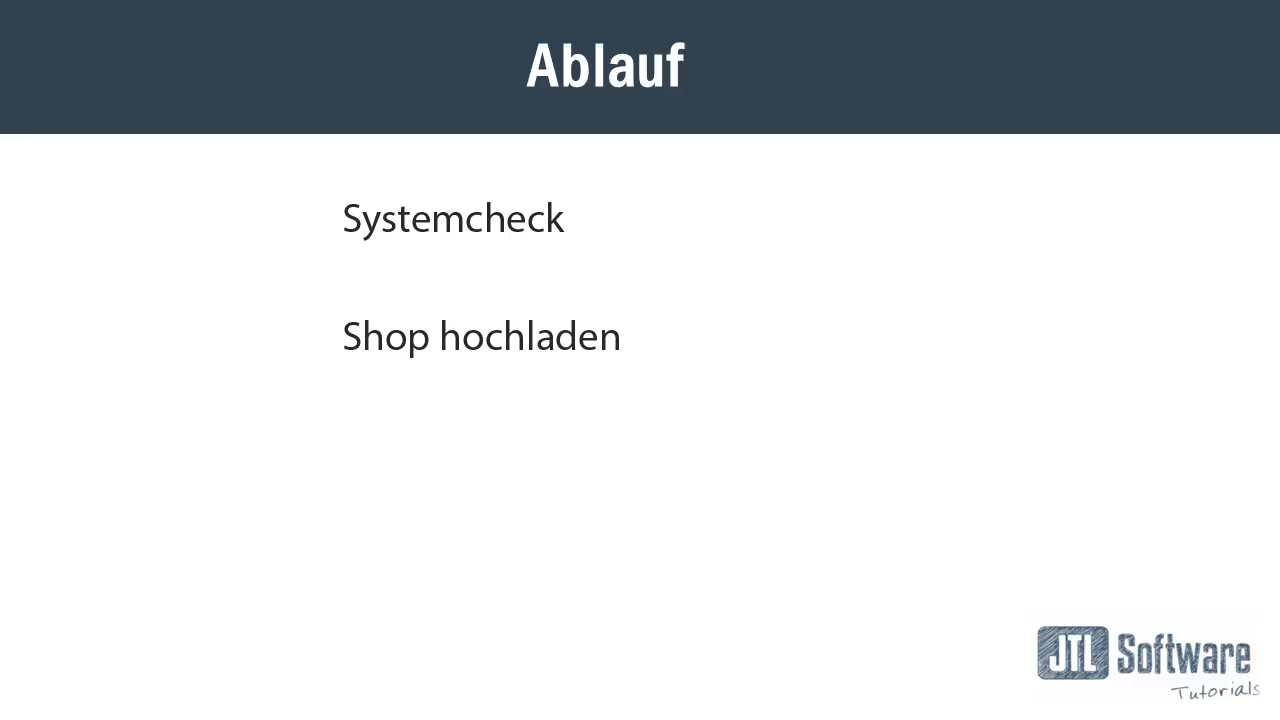 Ablauf
Systemcheck
Shop hochladen
JTL Software
Tutorials